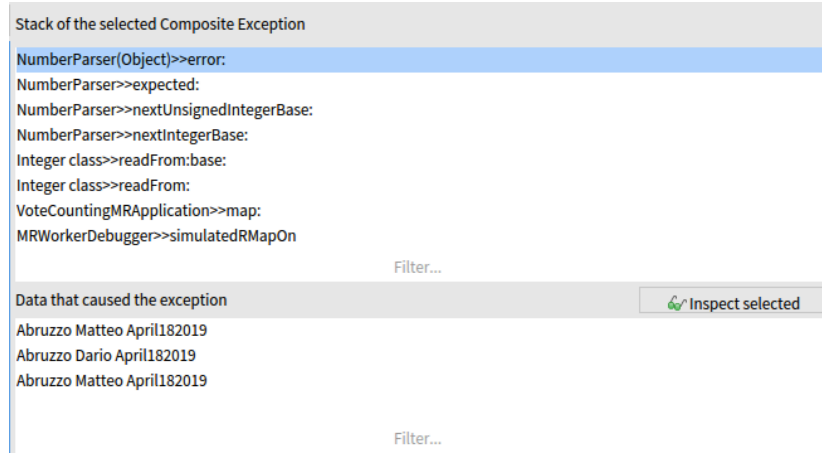 Stack of the selected Composite Exception
NumberParser(Object)>>error:
NumberParser>>expected:
NumberParser>>nextUnsignedIntegerBase:
NumberParser>>nextIntegerBase:
Integer class>>readFrom:base:
Integer class>>readFrom:
VoteCountingMRApplication>>map:
MRWorkerDebugger>>simulatedRMapOn
Filter...
Data that caused the exception
Inspect selected
Abruzzo Matteo April182019
Abruzzo Dario April182019
Abruzzo Matteo April182019
Filter...